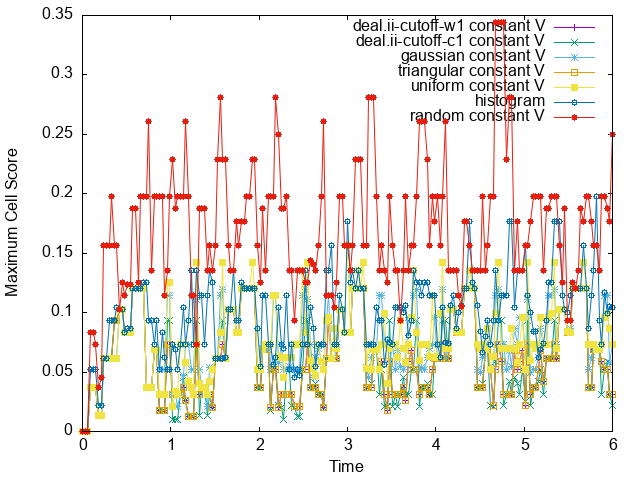 0.35
0.3
0.25
0.2
0.15
0.1
0.05
0
Maximum Cell Score
deal.ii-cutoff-w1 constant V
deal.ii-cutoff-c1 constant V
gaussian constant V
triangular constant V
uniform constant V
histogram
random constant V
0 1 2 3 4 5 6
Time